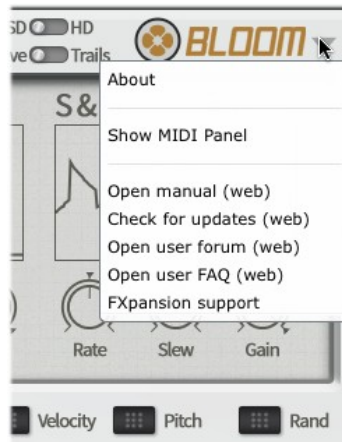 SD HD
ve Trails
BLOOM
S&
About
Show MIDI Panel
Open manual (web)
Check for updates (web)
Open user forum (web)
Open user FAQ (web)
FXpansion support
Rate Slew Gain
Velocity Pitch Rand